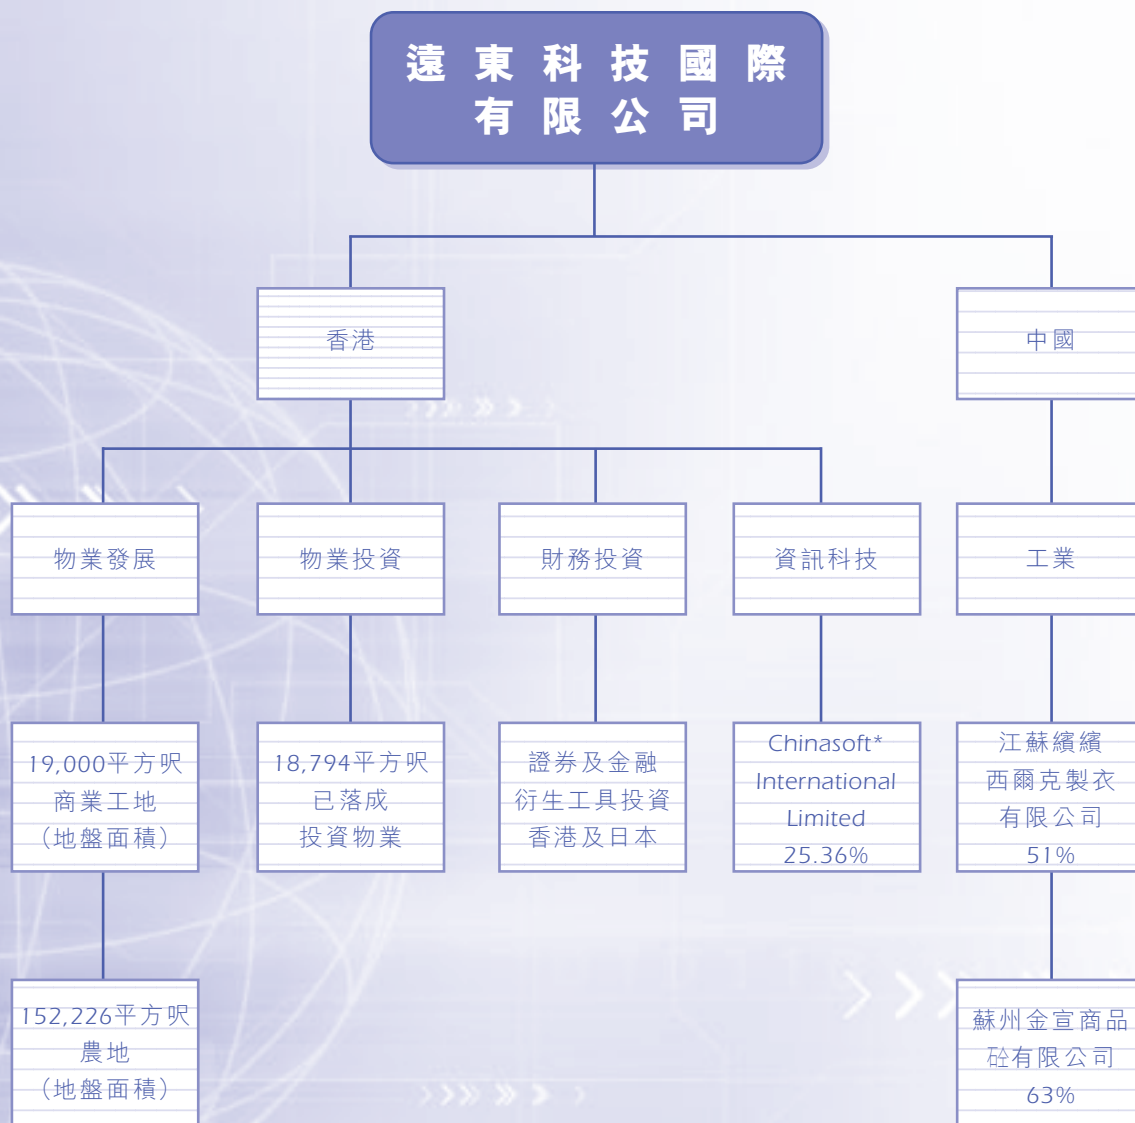 遠東科技國際
有限公司
香港
中國
物業發展
物業投資
財務投資
資訊科技
工業
19,000平方呎
商業工地
（地盤面積）
18,794平方呎
已落成
投資物業
證券及金融
衍生工具投資
香港及日本
Chinasoft*
International
Limited
25.36%
江蘇繽繽
西爾克製衣
有限公司
51%
152,226平方呎
農地
（地盤面積）
蘇州金宣商品
砼有限公司
63%